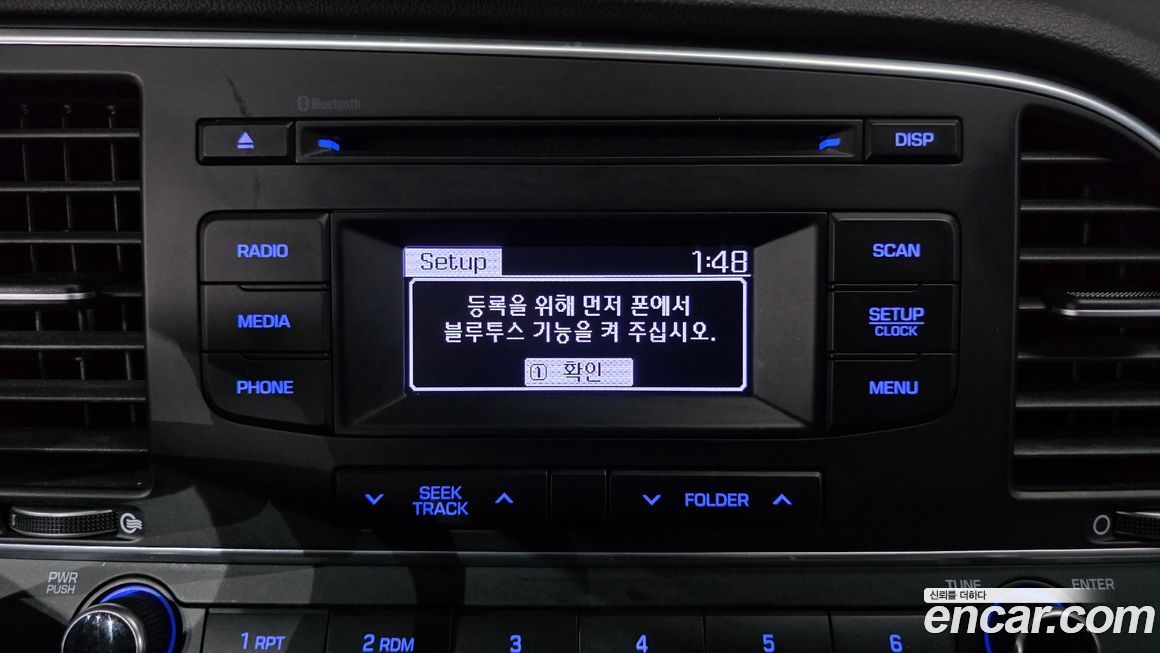 Bluetooth
DISP
RADIO
MEDIA
PHONE
Setup 1:48
등록을 위해 먼저 폰에서
블루투스 기능을 켜 주십시오.
1 확인
SCAN
SETUP
CLOCK
MENU
SEEK
TRACK
FOLDER
PWR
PUSH
TUNE
ENTER
1 RPT
2 RDM
3
4
5
6
신뢰를 더하다
encar.com